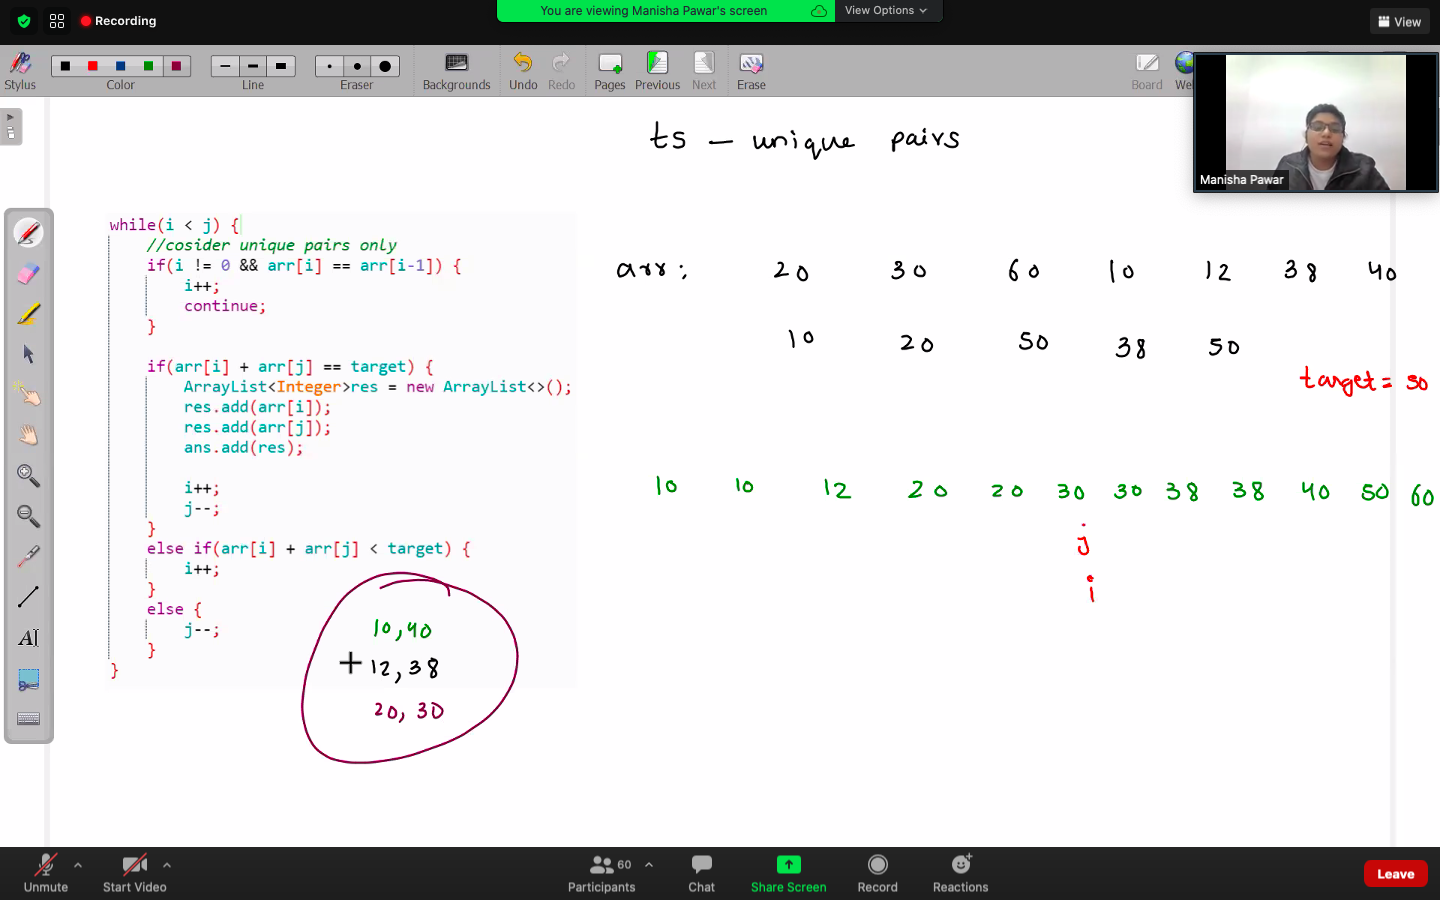 Recording
You are viewing Manisha Pawar's screen
View Options
View
Stylus
Color
Line
Eraser
Backgrounds
Undo
Redo
Pages
Previous
Next
Erase
Board
We
Manisha Pawar
ts – unique pairs
while(i < j) {
//cosider unique pairs only
if(i != 0 && arr[i] == arr[i-1]) {
i++;
continue;
}
if(arr[i] + arr[j] == target) {
ArrayList<Integer>res = new ArrayList<>();
res.add(arr[i]);
res.add(arr[j]);
ans.add(res);
i++;
j--;
}
else if(arr[i] + arr[j] < target) {
i++;
}
else {
j--;
}
}
10, 40
12, 38
20, 30
arr: 20 30 60 10 12 38 40
10 20 50 38 50
target = 50
10 10 12 20 20 30 30 38 38 40 50 60
j
i
AI
Unmute
Start Video
60
Participants
Chat
Share Screen
Record
Reactions
Leave